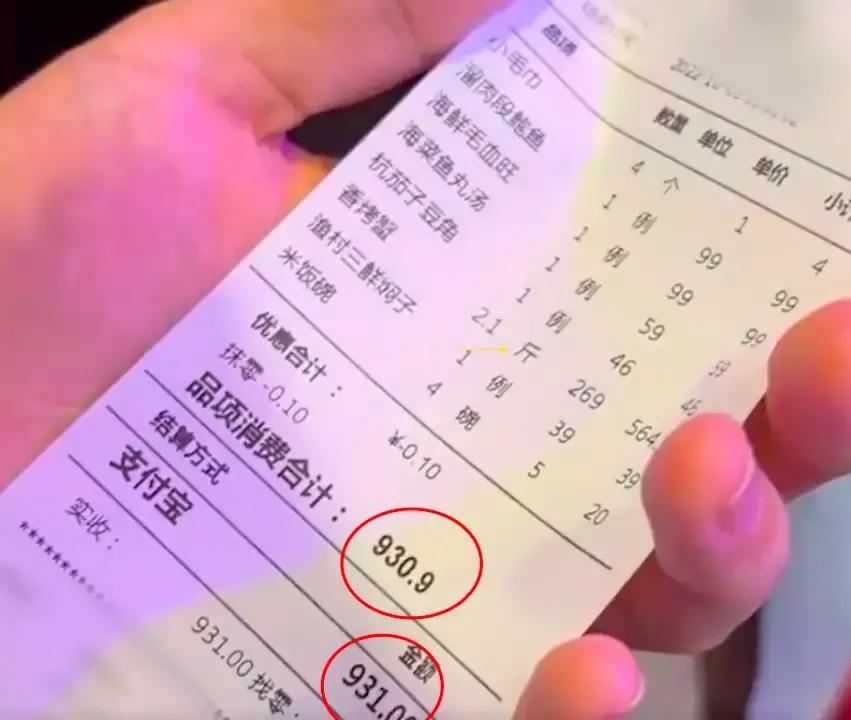 品项 数量 单位 单价
小毛巾 4 个 1 4
溜肉段鲍鱼 1 例 99 99
海鲜毛血旺 1 例 99 99
海菜鱼丸汤 1 例 59 59
杭茄子豆角 1 例 46 46
香烤蟹 2.1 斤 269 564.
渔村三鲜焖子 1 例 39 39
米饭碗 4 碗 5 20
优惠合计： ¥-0.10
抹零 -0.10
品项消费合计： 930.9
结算方式 金额
支付宝 931.00
实收： 931.00 找零